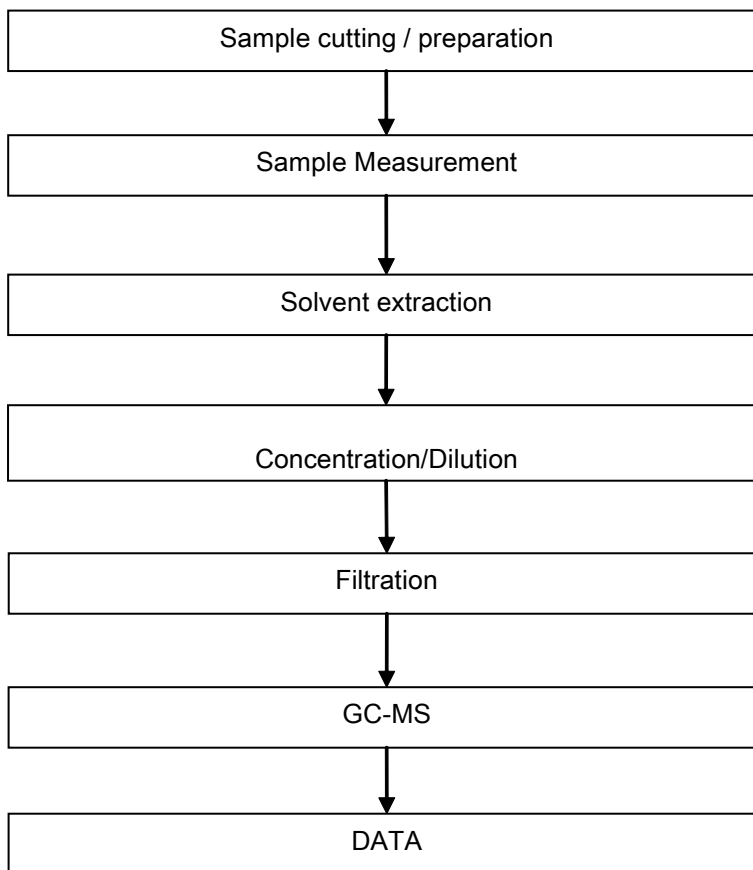 Sample cutting / preparation
Sample Measurement
Solvent extraction
Concentration/Dilution
Filtration
GC-MS
DATA